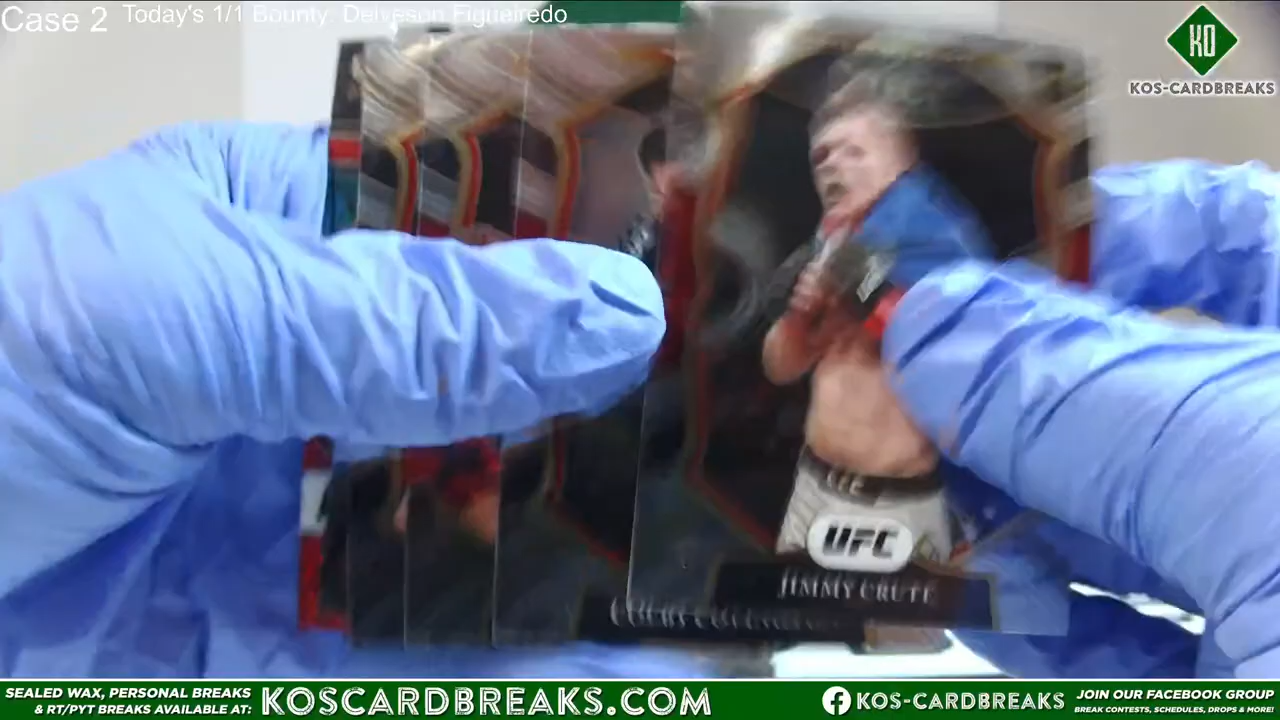 Case 2 Today's 1/1 Bounty: Deiveson Figueiredo
KO
KOS-CARDBREAKS
UFC
JIMMY CRUTE
SEALED WAX, PERSONAL BREAKS
& RT/PYT BREAKS AVAILABLE AT:
KOSCARDBREAKS.COM
KOS-CARDBREAKS
JOIN OUR FACEBOOK GROUP
BREAK CONTESTS, SCHEDULES, DROPS & MORE!